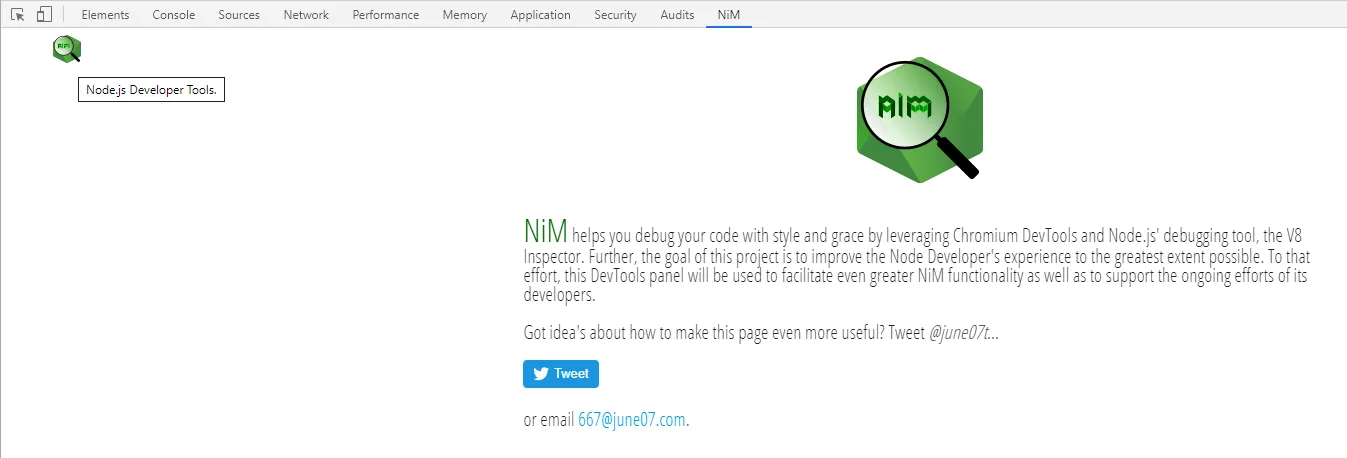 Elements Console Sources Network Performance Memory Application Security Audits NiM
NiM
Node.js Developer Tools.
NiM
NiM helps you debug your code with style and grace by leveraging Chromium DevTools and Node.js' debugging tool, the V8
Inspector. Further, the goal of this project is to improve the Node Developer's experience to the greatest extent possible. To that
effort, this DevTools panel will be used to facilitate even greater NiM functionality as well as to support the ongoing efforts of its
developers.
Got idea's about how to make this page even more useful? Tweet @june07t...
Tweet
or email 667@june07.com.